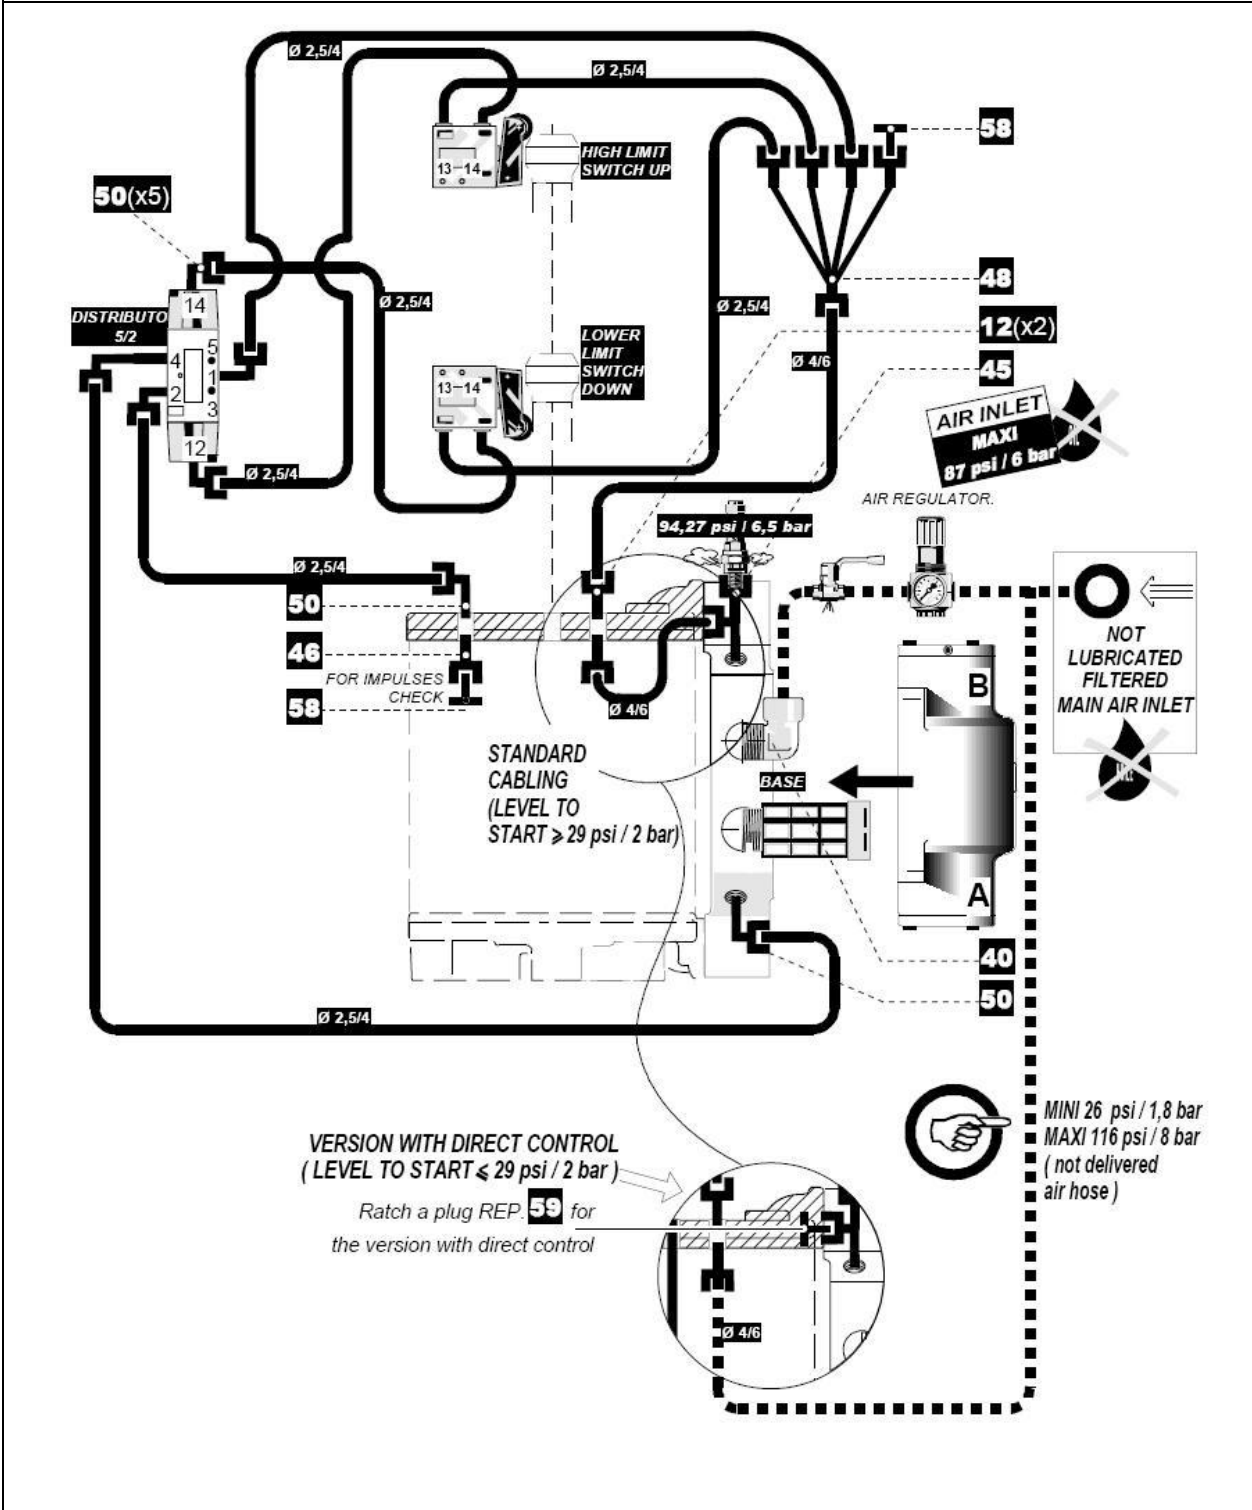 Ø 2,5/4
Ø 2,5/4
58
HIGH LIMIT
SWITCH UP
13-14
50(x5)
48
14
Ø 2,5/4
Ø 2,5/4
DISTRIBUTO
5/2
5
4
1
2
3
12
12(x2)
LOWER
LIMIT
SWITCH
DOWN
13-14
Ø 4/6
45
AIR INLET
MAXI
87 psi / 6 bar
Ø 2,5/4
AIR REGULATOR.
94,27 psi / 6,5 bar
Ø 2,5/4
50
46
FOR IMPULSES
CHECK
58
Ø 4/6
NOT
LUBRICATED
FILTERED
MAIN AIR INLET
B
STANDARD
CABLING
(LEVEL TO
START ⩾ 29 psi / 2 bar)
BASE
A
40
50
Ø 2,5/4
MINI 26 psi / 1,8 bar
MAXI 116 psi / 8 bar
( not delivered
air hose )
VERSION WITH DIRECT CONTROL
( LEVEL TO START ⩽ 29 psi / 2 bar )
Ratch a plug REP. 59 for
the version with direct control
Ø 4/6